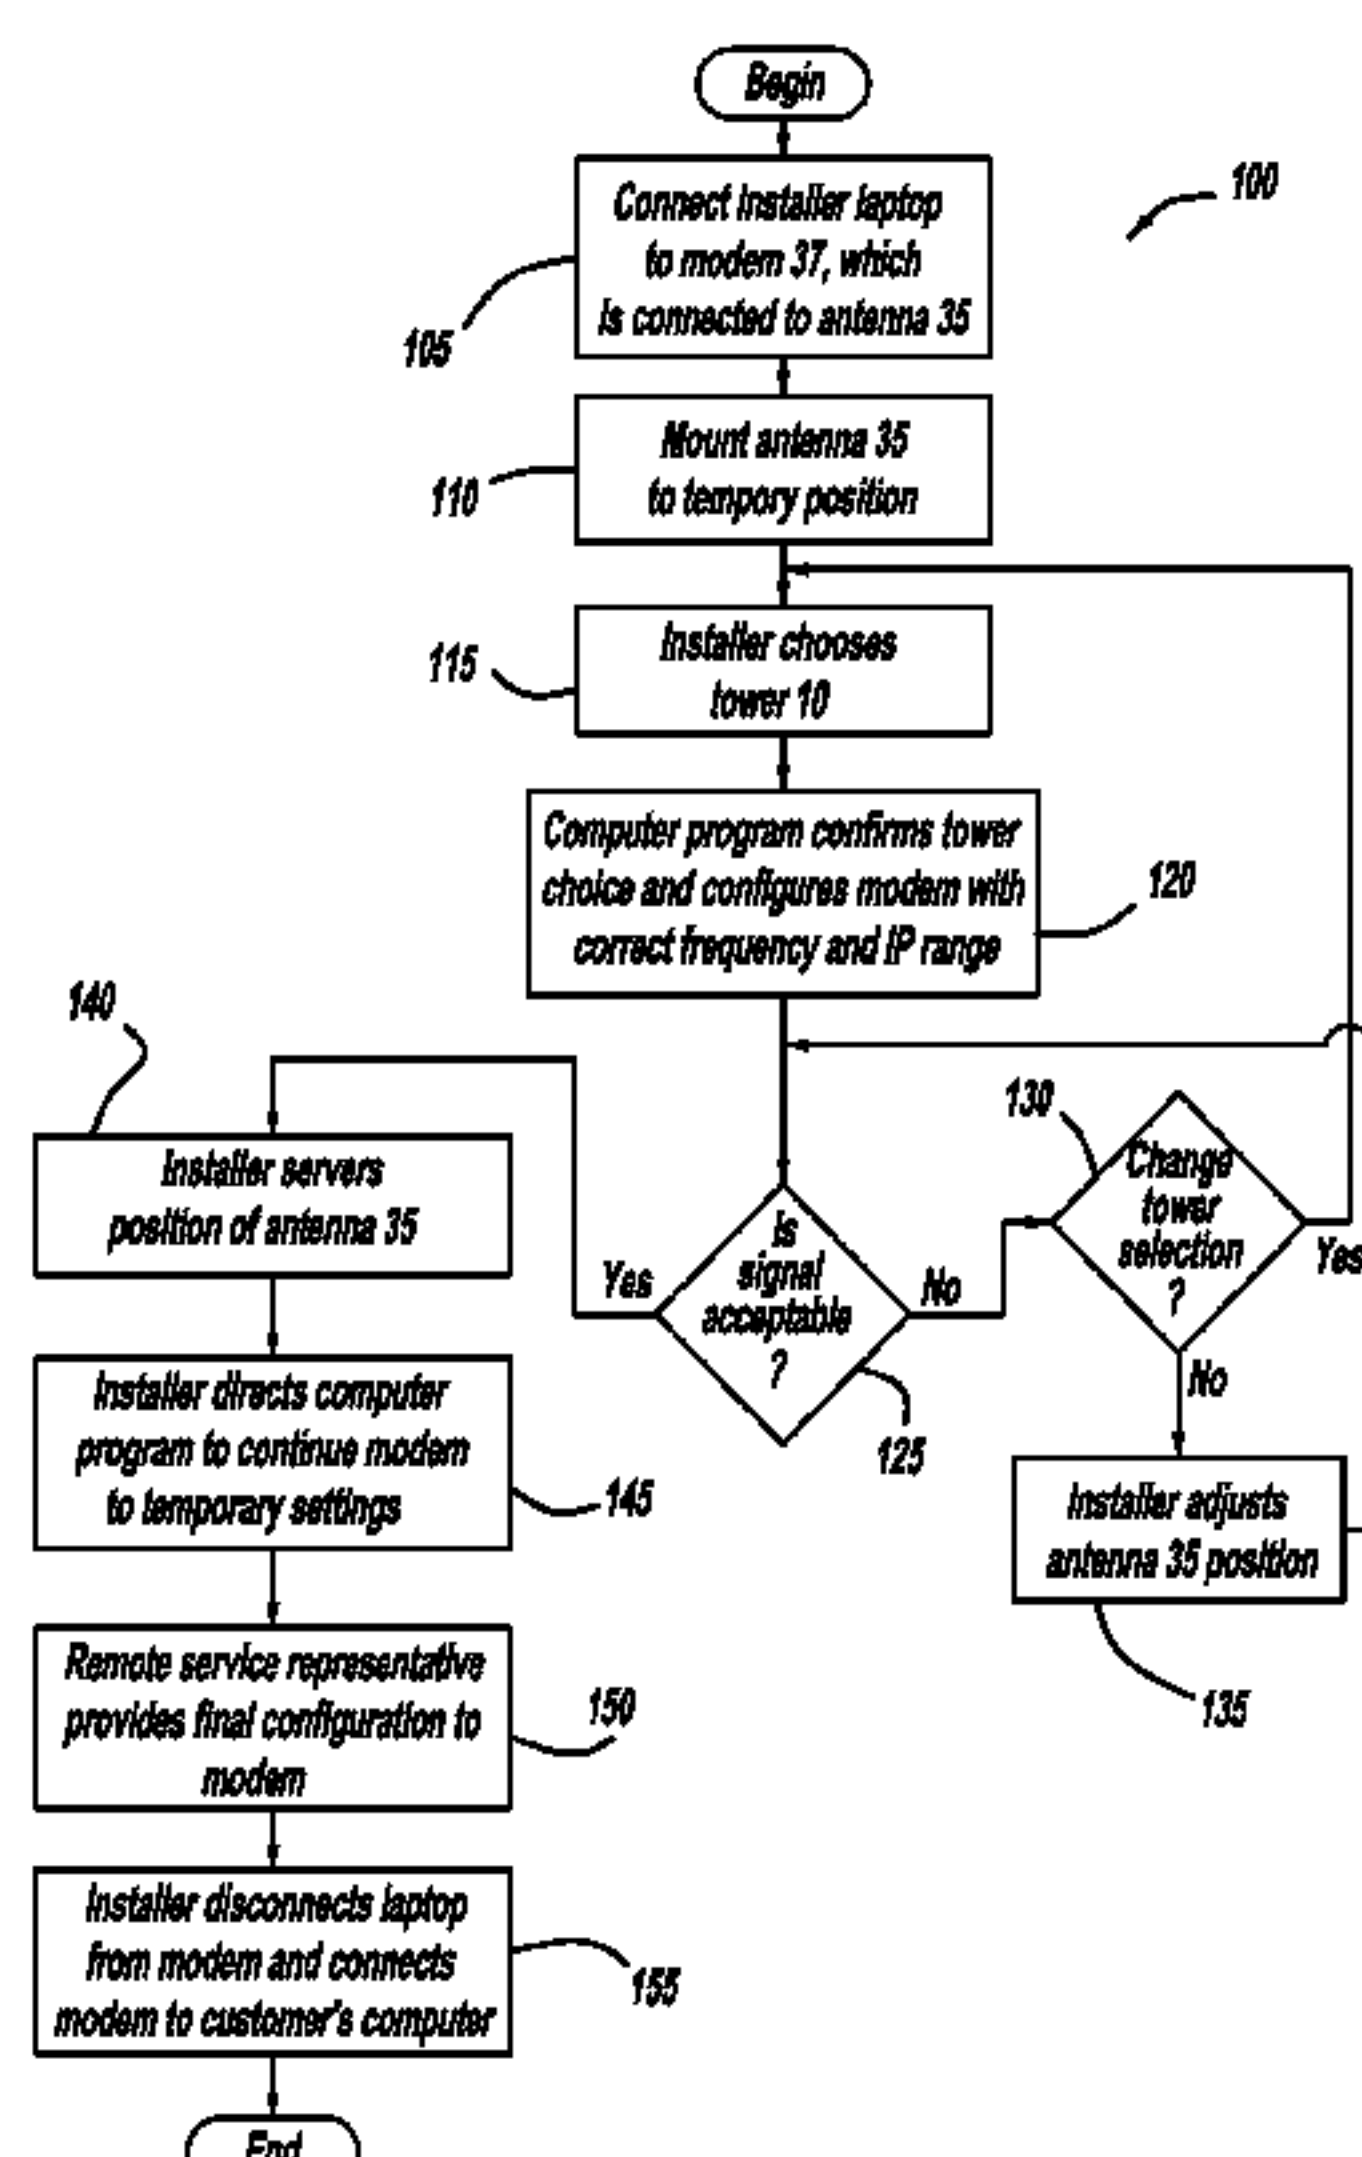 Begin
100
Connect installer laptop
to modem 37, which
is connected to antenna 35
105
Mount antenna 35
to tempory position
110
Installer chooses
tower 10
115
Computer program confirms tower
choice and configures modem with
correct frequency and IP range
120
140
Installer servers
position of antenna 35
130
Change
tower
selection
?
Yes
No
Is
signal
acceptable
?
Yes
No
125
Installer directs computer
program to continue modem
to temporary settings
145
Installer adjusts
antenna 35 position
135
Remote service representative
provides final configuration to
modem
150
Installer disconnects laptop
from modem and connects
modem to customer's computer
155
End